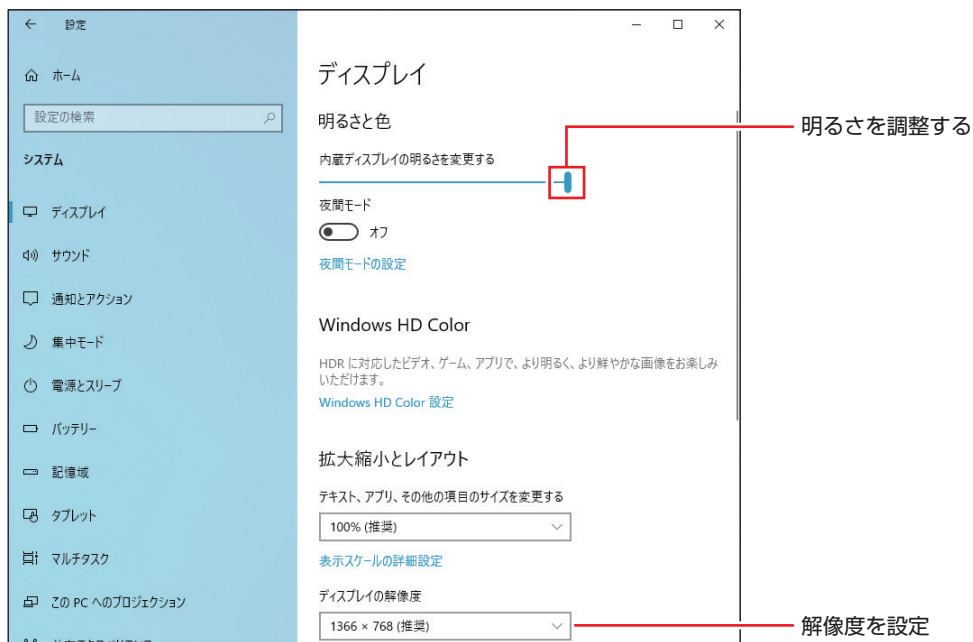 設定
ホーム
設定の検索
システム
ディスプレイ
サウンド
通知とアクション
集中モード
電源とスリープ
バッテリー
記憶域
タブレット
マルチタスク
この PC へのプロジェクション
ディスプレイ
明るさと色
内蔵ディスプレイの明るさを変更する
夜間モード
オフ
夜間モードの設定
Windows HD Color
HDR に対応したビデオ、ゲーム、アプリで、より明るく、より鮮やかな画像をお楽しみ
いただけます。
Windows HD Color 設定
拡大縮小とレイアウト
テキスト、アプリ、その他の項目のサイズを変更する
100% (推奨)
表示スケールの詳細設定
ディスプレイの解像度
1366 × 768 (推奨)
明るさを調整する
解像度を設定